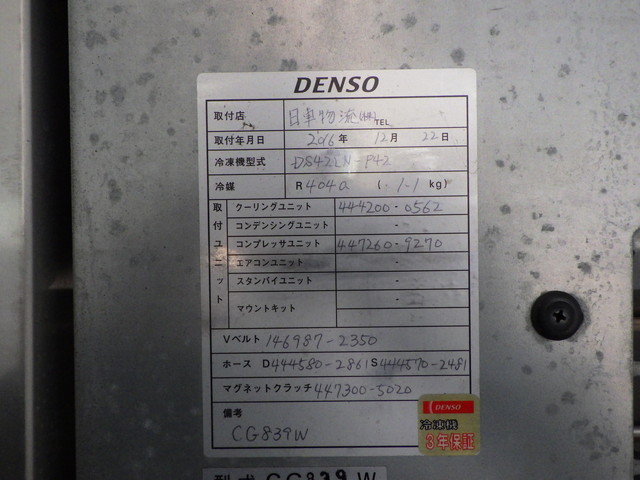 DENSO
取付店 日車物流㈱ TEL
取付年月日 2016年 12月 22日
冷凍機型式 DS42EN-P42
冷媒 R404a ( 1-1 kg)
取付ユニット
クーリングユニット 444200-0562
コンデンシングユニット -
コンプレッサユニット 447260-9270
エアコンユニット -
スタンバイユニット -
マウントキット -
-
Vベルト 146987-2350
ホース D444580-2861 S444570-2481
マグネットクラッチ 447300-5020
備考
CG839W
DENSO
冷凍機
3年保証
型式 CG839 W